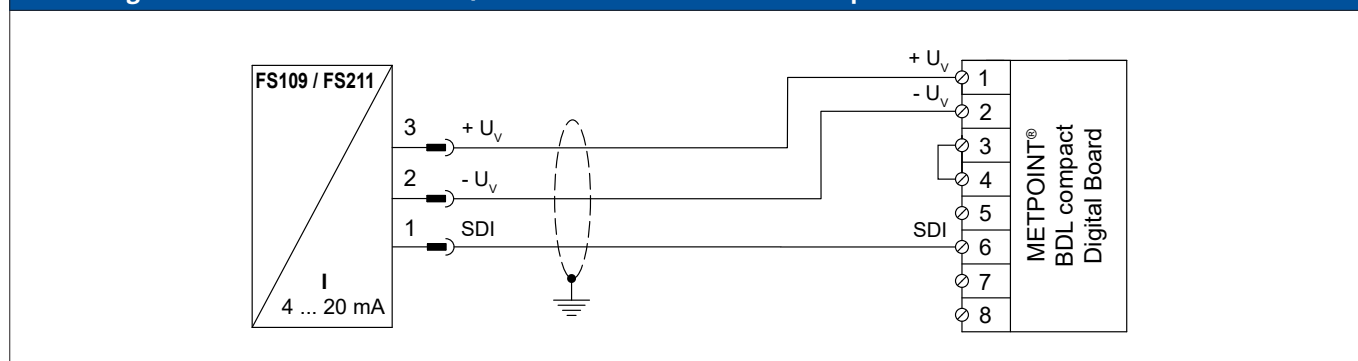 FS109 / FS211
3
+ Uv
2
- Uv
1
SDI
I
4 ... 20 mA
+ Uv
- Uv
SDI
1
2
3
4
5
6
7
8
METPOINT®
BDL compact
Digital Board